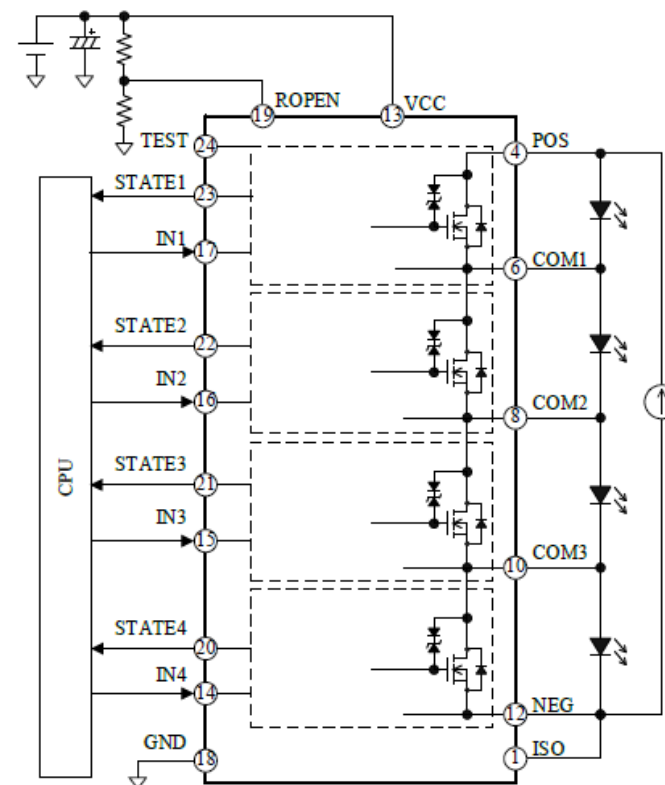 ROPEN
VCC
19
13
TEST
24
4
POS
STATE1
23
IN1
17
6
COM1
STATE2
22
IN2
16
8
COM2
CPU
STATE3
21
IN3
15
10
COM3
STATE4
20
IN4
14
12
NEG
GND
18
1
ISO
+